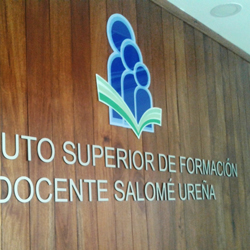 UTO SUPERIOR DE FORMACIÓN
DOCENTE SALOMÉ UREÑA